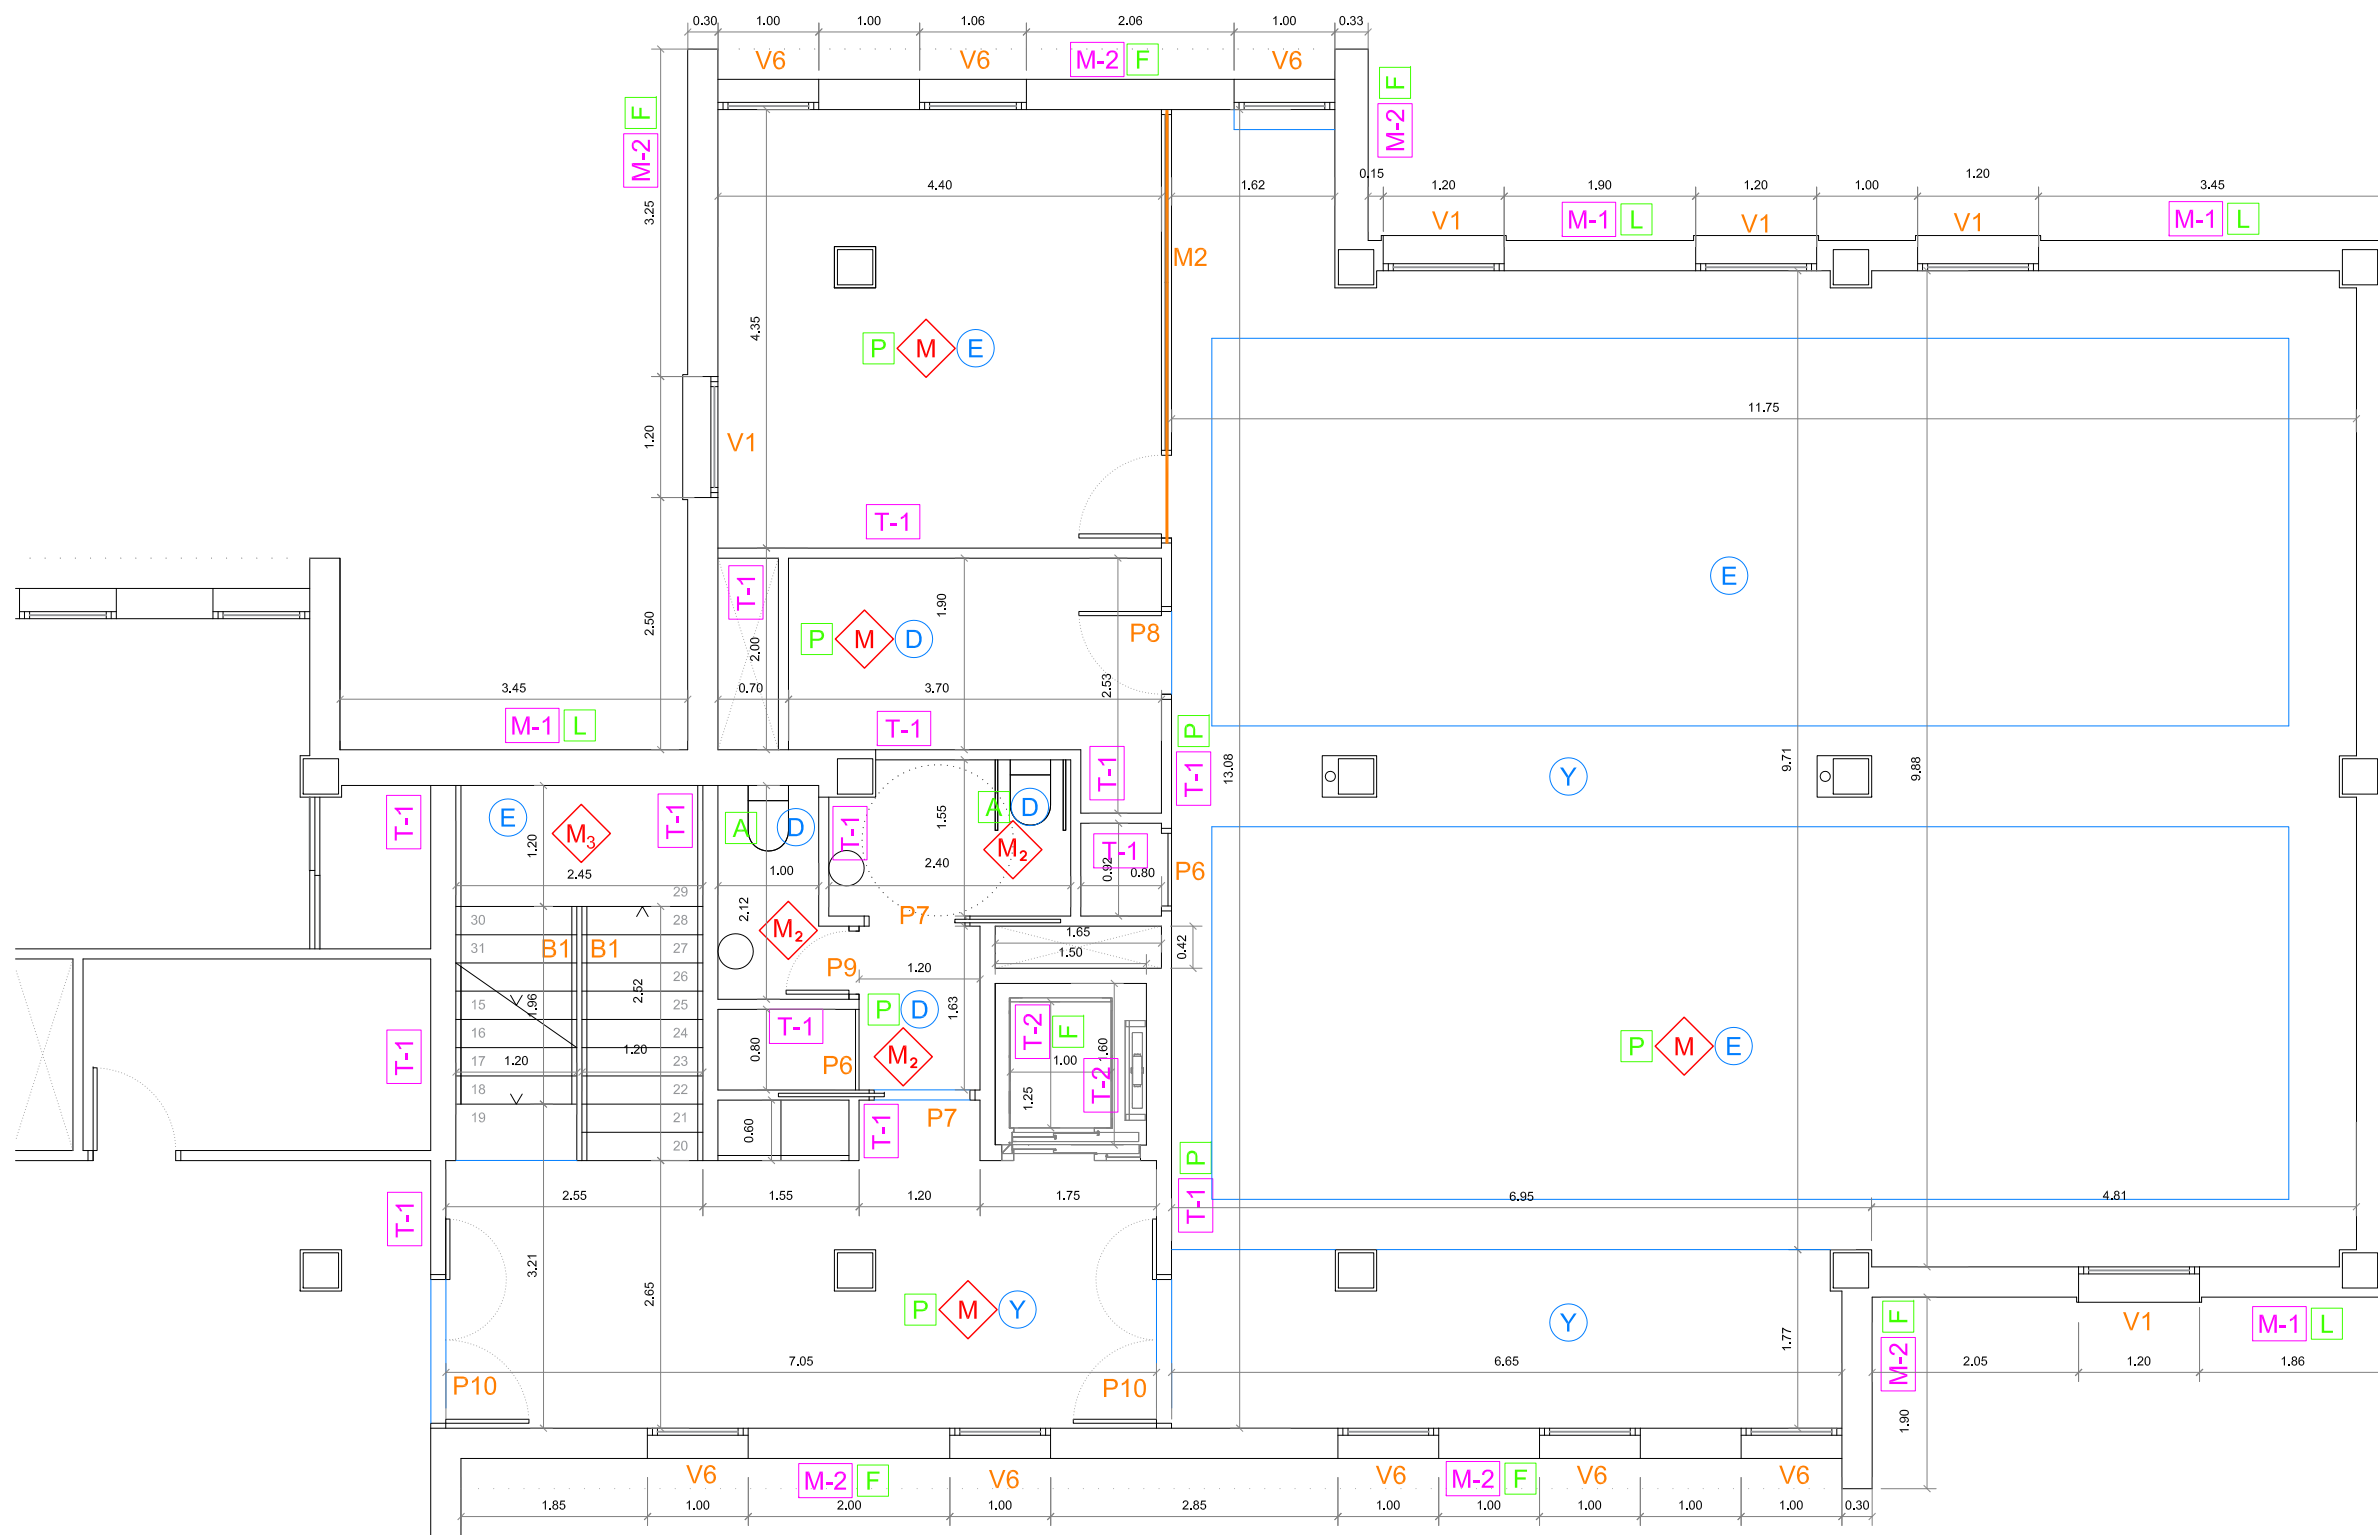 0.30 1.00 1.00 1.06 2.06 1.00 0.33
V6 V6 M-2 F V6
M-2 F
M-2 F
3.25
4.40 1.62
0.15 1.20 1.90 1.20 1.00 1.20 3.45
V1 M-1 L V1 V1 M-1 L
M2
4.35
P M E
11.75
1.20
V1
T-1
E
T-1
2.50
2.00
1.90
P M D
P8
3.45 0.70 3.70
2.53
M-1 L
T-1
T-1 P
T-1
13.08
Y
9.71
9.88
T-1
E
M3
T-1
A D
T-1
1.55
A D
M2
1.20
2.45 1.00 2.40
T-1
0.92
0.80
P6
29
30 28
31 27
26
15 25
16 24
17 23
18 22
19 21
20
B1 B1
2.12
M2
P7
1.65
1.50
0.42
P9
1.20
1.96
2.52
1.63
P D
T-1
M2
T-2 F
1.00
1.60
T-2
1.25
P M E
T-1
1.20 1.20
0.80
P6
0.60
P7
T-1
T-1 P
T-1
2.55 1.55 1.20 1.75 6.95 4.81
3.21
2.65
P M Y
Y
1.77
M-2 F
V1
M-1 L
7.05 6.65 2.05 1.20 1.86
P10 P10
1.90
V6 M-2 F V6 V6 M-2 F V6 V6
1.85 1.00 2.00 1.00 2.85 1.00 1.00 1.00 1.00 1.00 0.30